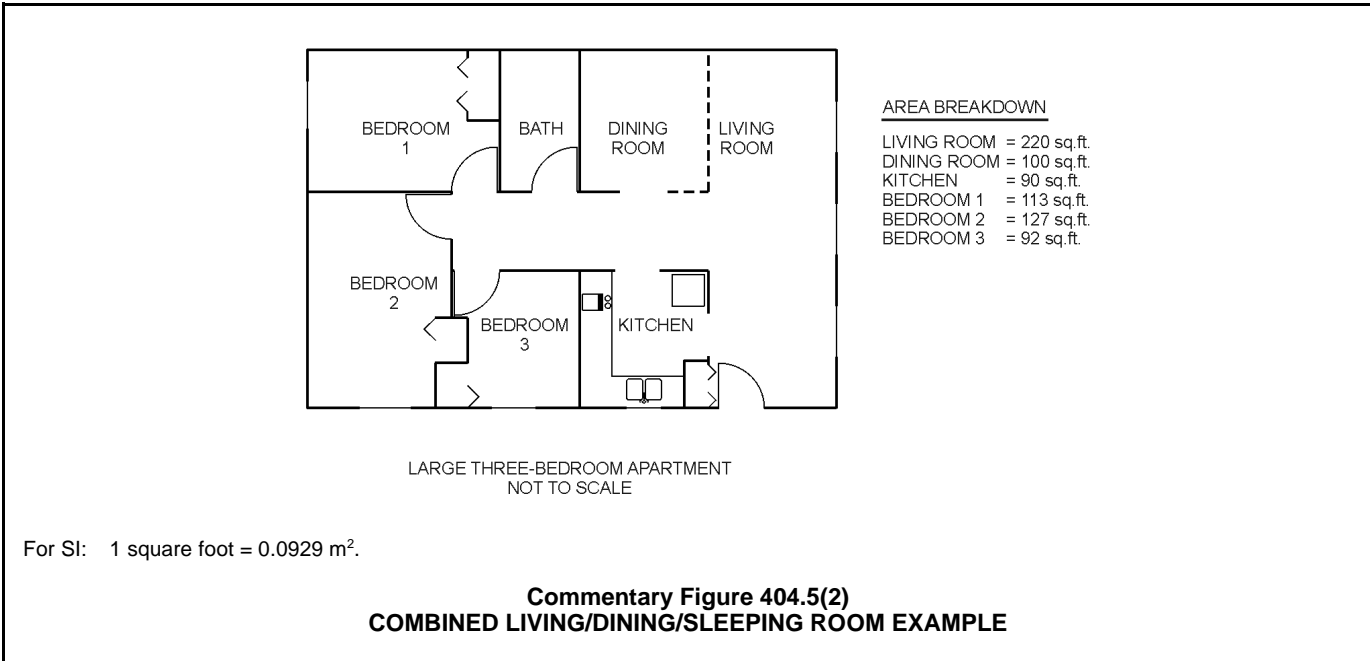 BEDROOM
1
BATH
DINING
ROOM
LIVING
ROOM
BEDROOM
2
BEDROOM
3
KITCHEN
AREA BREAKDOWN
LIVING ROOM = 220 sq.ft.
DINING ROOM = 100 sq.ft.
KITCHEN = 90 sq.ft.
BEDROOM 1 = 113 sq.ft.
BEDROOM 2 = 127 sq.ft.
BEDROOM 3 = 92 sq.ft.
LARGE THREE-BEDROOM APARTMENT
NOT TO SCALE
For SI: 1 square foot = 0.0929 m².
Commentary Figure 404.5(2)
COMBINED LIVING/DINING/SLEEPING ROOM EXAMPLE